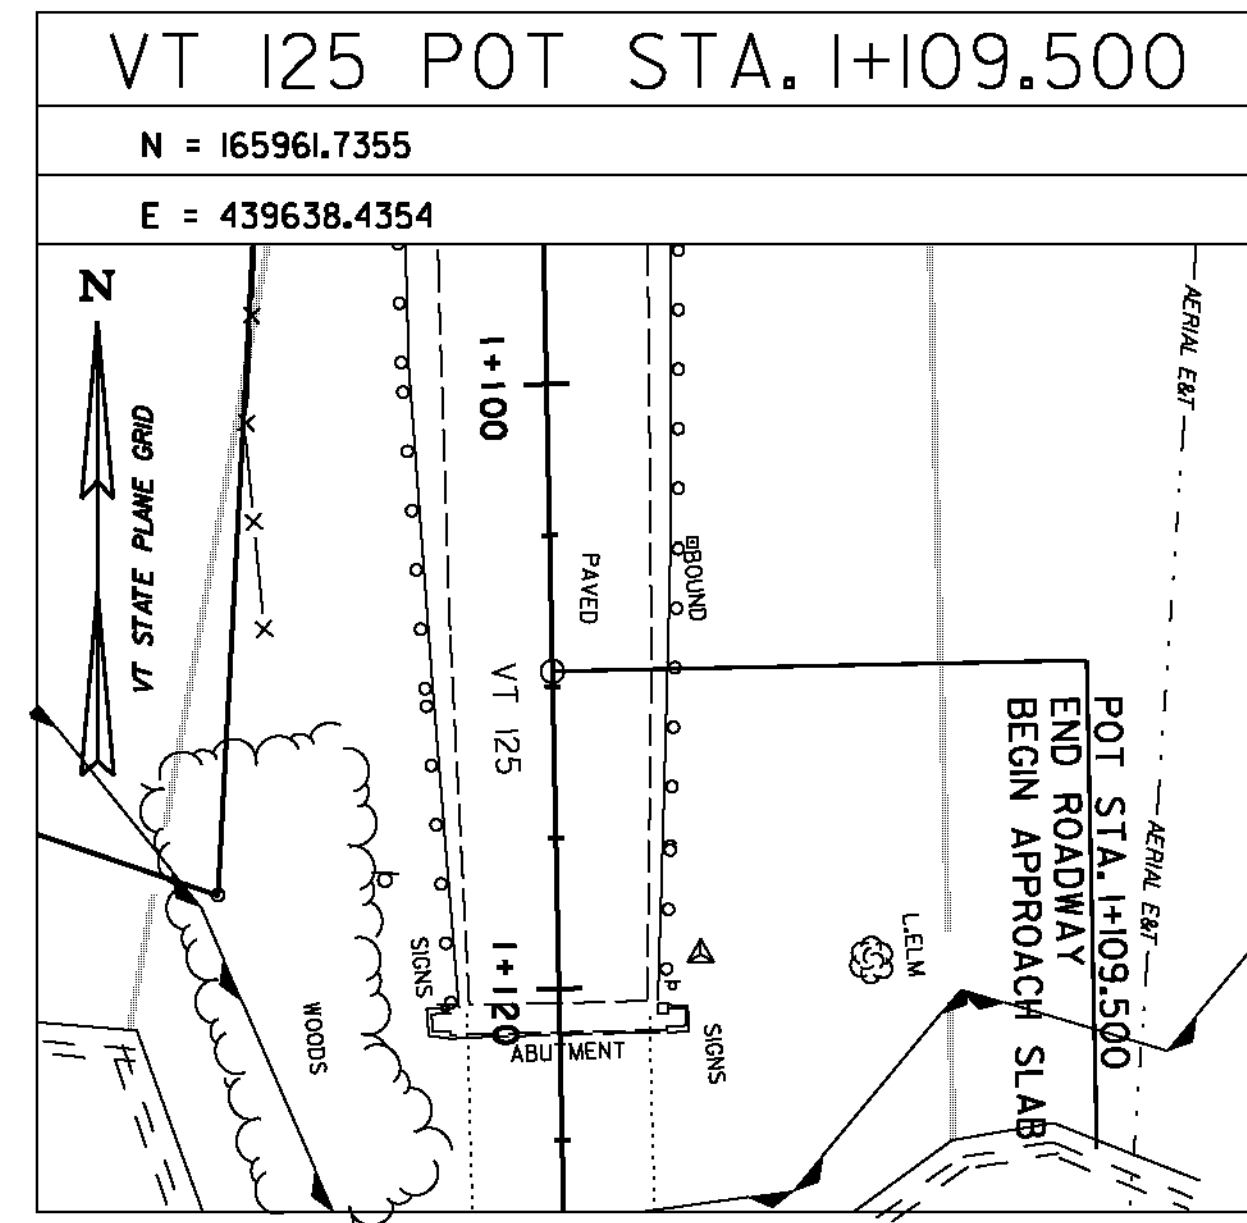 VT 125 POT STA. 1+109.500
N = 165961.7355
E = 439638.4354
N
VT STATE PLANE GRID
1+100
AERIAL E&T
PAVED
BOUND
VT 125
POT STA. 1+109.500
END ROADWAY
BEGIN APPROACH SLAB
AERIAL E&T
L.ELM
SIGNS
1+120
WOODS
ABUTMENT
SIGNS